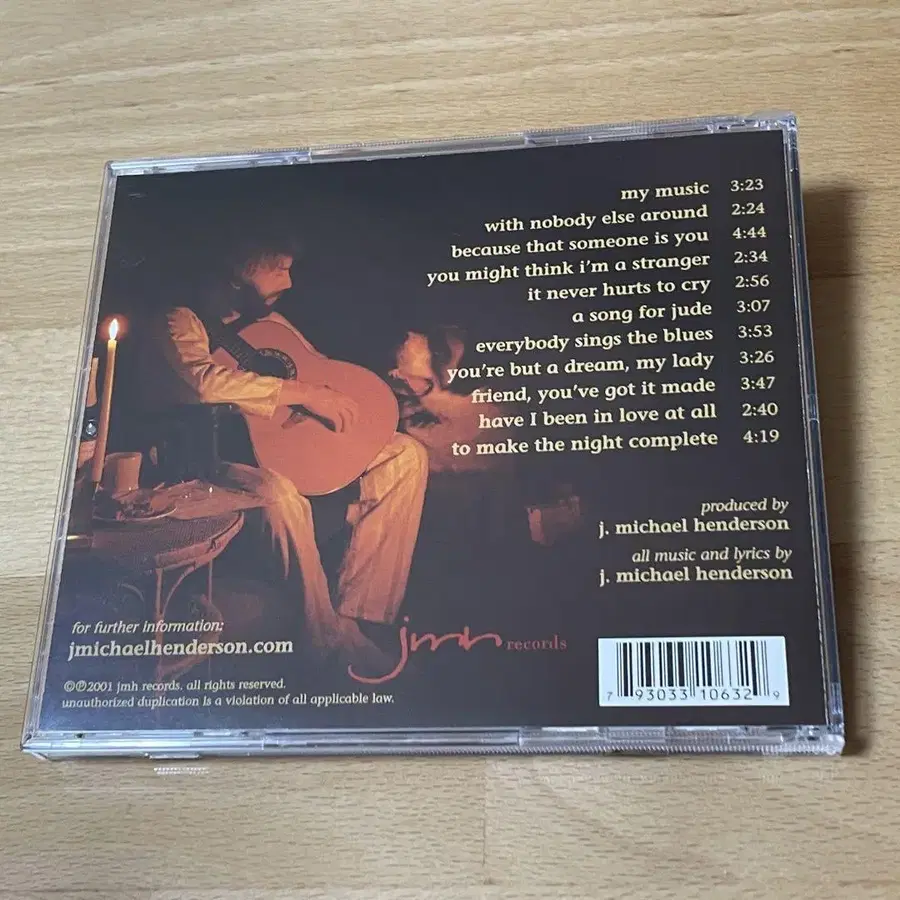 my music 3:23
with nobody else around 2:24
because that someone is you 4:44
you might think i'm a stranger 2:34
it never hurts to cry 2:56
a song for jude 3:07
everybody sings the blues 3:53
you're but a dream, my lady 3:26
friend, you've got it made 3:47
have I been in love at all 2:40
to make the night complete 4:19
produced by
j. michael henderson
all music and lyrics by
j. michael henderson
for further information:
jmichaelhenderson.com
jmh records
©℗2001 jmh records. all rights reserved.
unauthorized duplication is a violation of all applicable law.
7 93033 10632 9